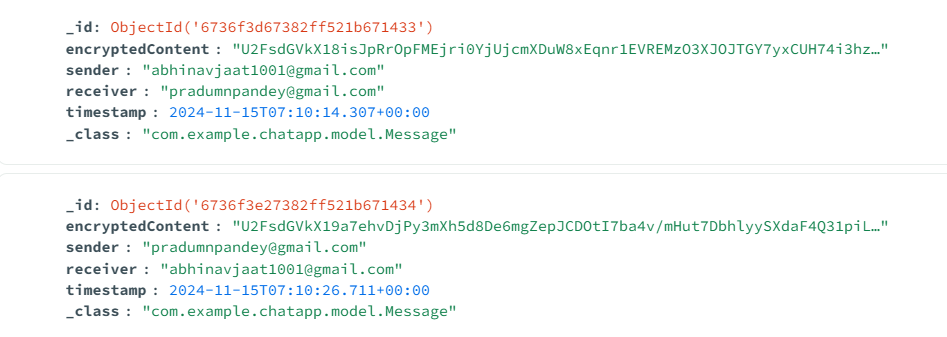 _id: ObjectId('6736f3d67382ff521b671433')
encryptedContent : "U2FsdGVkX18isJpRrOpFMEjri0YjUjcmXDuW8xEqnr1EVREMzO3XJOJTGY7yxCUH74i3hz…"
sender : "abhinavjaat1001@gmail.com"
receiver : "pradumnpandey@gmail.com"
timestamp : 2024-11-15T07:10:14.307+00:00
_class : "com.example.chatapp.model.Message"
_id: ObjectId('6736f3e27382ff521b671434')
encryptedContent : "U2FsdGVkX19a7ehvDjPy3mXh5d8De6mgZepJCDOtI7ba4v/mHut7DbhlyySXdaF4Q31piL…"
sender : "pradumnpandey@gmail.com"
receiver : "abhinavjaat1001@gmail.com"
timestamp : 2024-11-15T07:10:26.711+00:00
_class : "com.example.chatapp.model.Message"